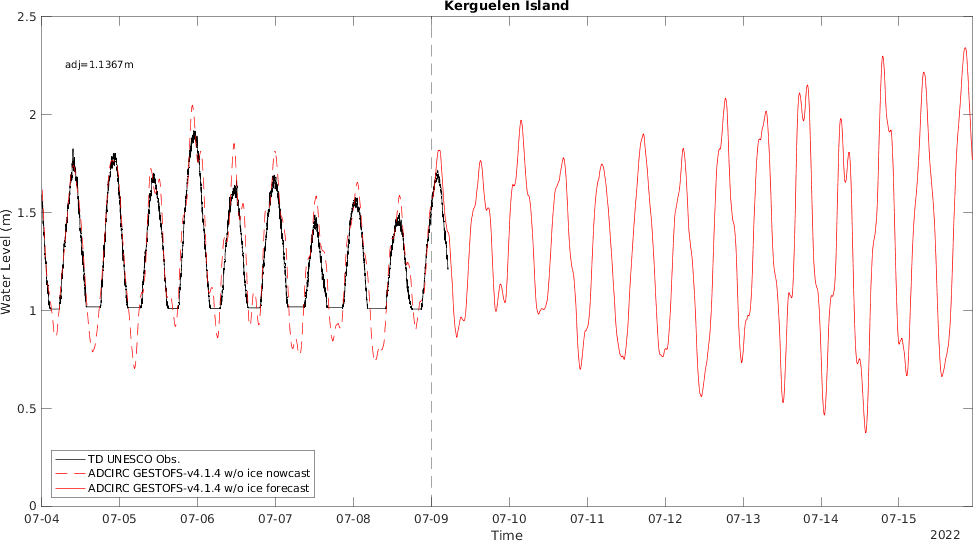 Kerguelen Island
2.5
adj=1.1367m
2
1.5
Water Level (m)
1
0.5
0
TD UNESCO Obs.
ADCIRC GESTOFS-v4.1.4 w/o ice nowcast
ADCIRC GESTOFS-v4.1.4 w/o ice forecast
07-04 07-05 07-06 07-07 07-08 07-09 07-10 07-11 07-12 07-13 07-14 07-15
Time
2022